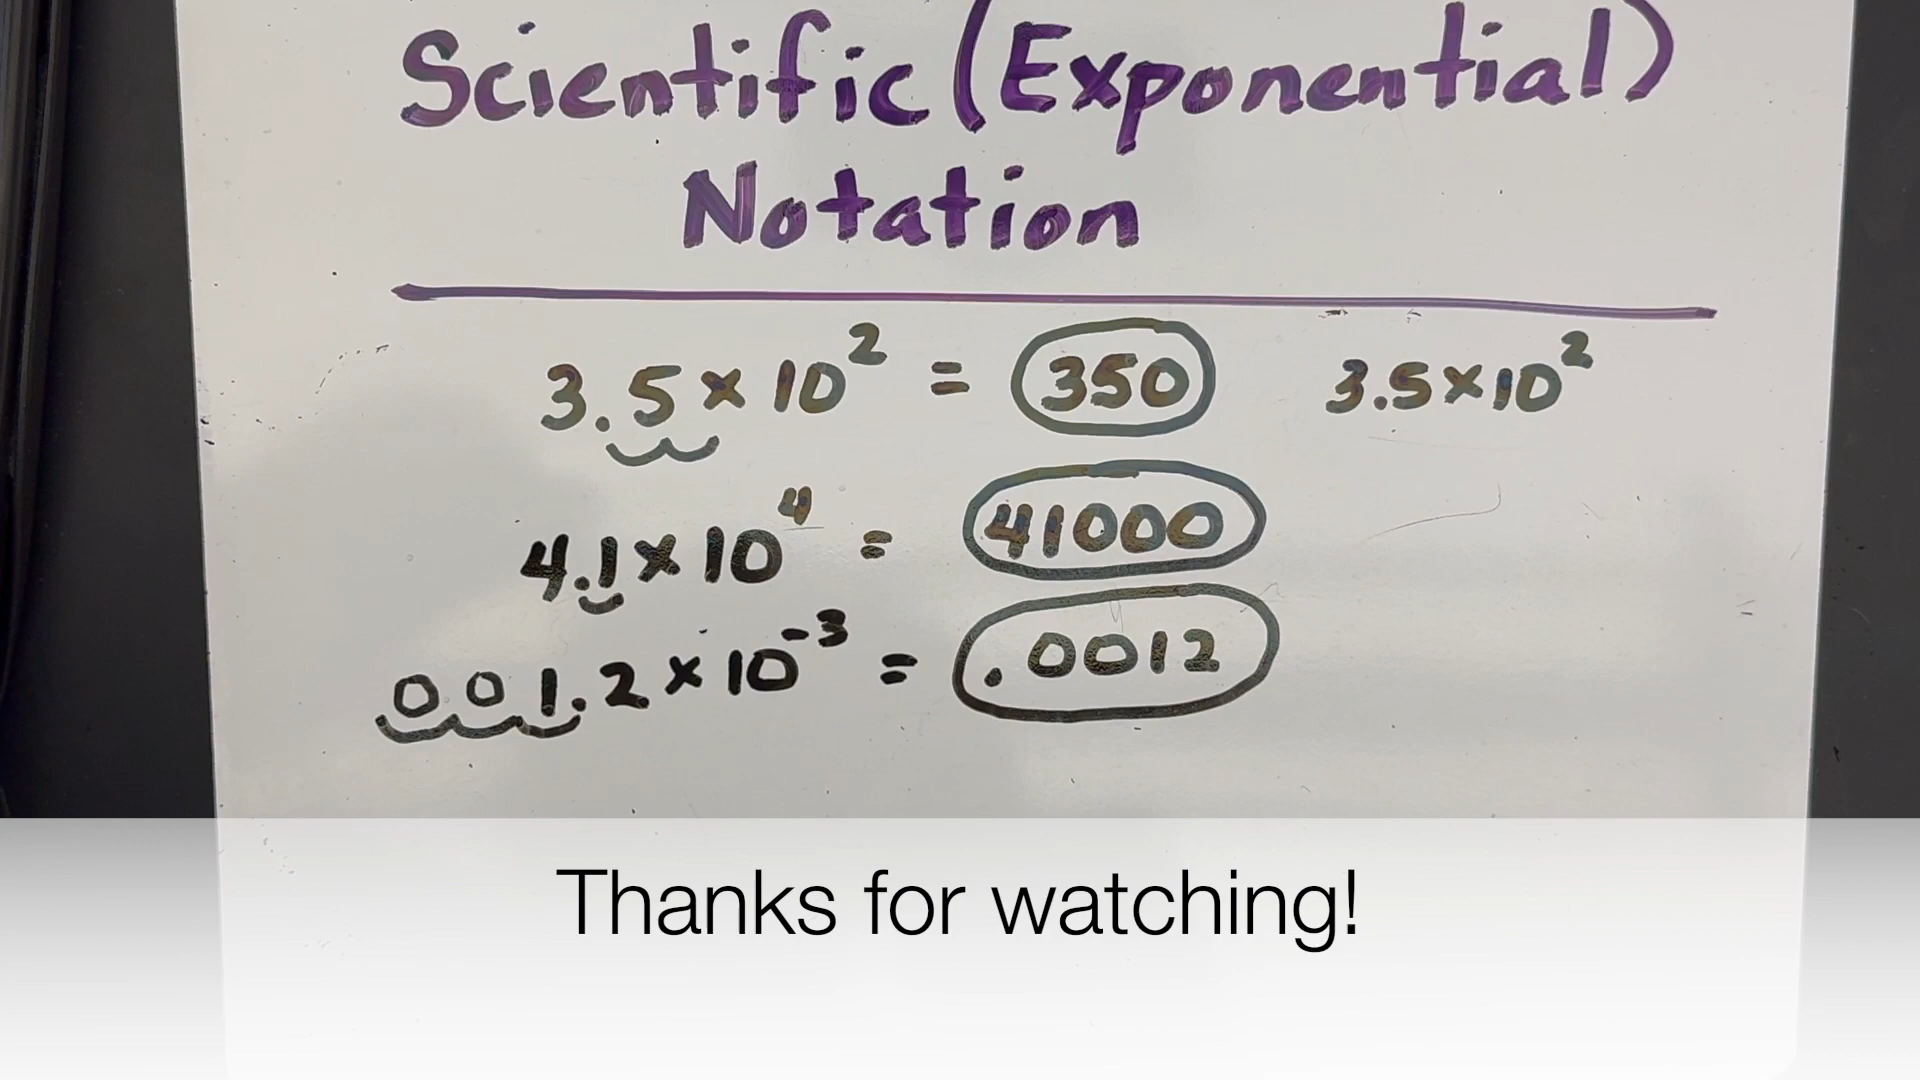 Scientific (Exponential)
Notation
3.5 x 10² = 350 3.5 x 10²
4.1 x 10⁴ = 41000
001.2 x 10⁻³ = .0012
Thanks for watching!